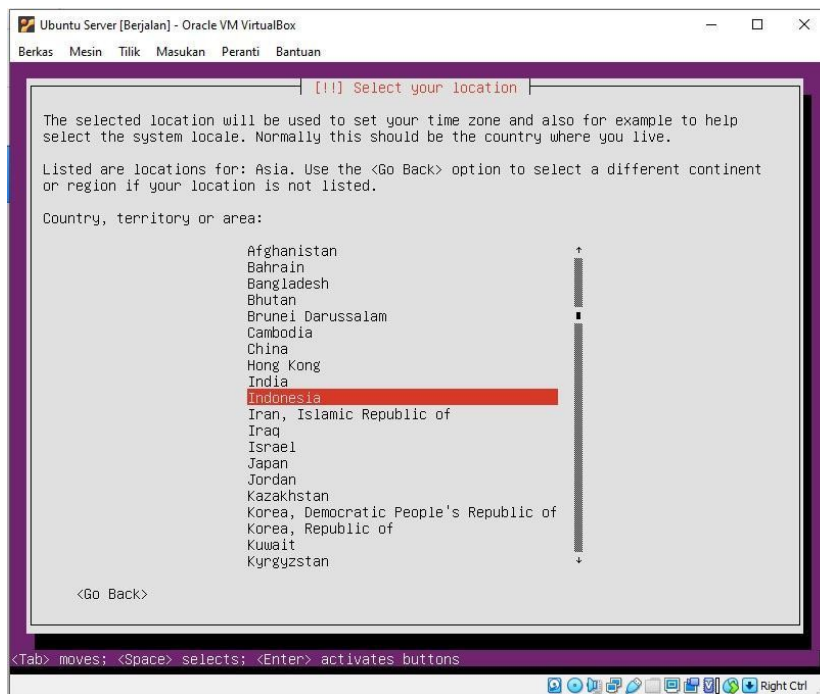 Ubuntu Server [Berjalan] - Oracle VM VirtualBox
Berkas Mesin Tilik Masukan Peranti Bantuan
[!!] Select your location
The selected location will be used to set your time zone and also for example to help
select the system locale. Normally this should be the country where you live.
Listed are locations for: Asia. Use the <Go Back> option to select a different continent
or region if your location is not listed.
Country, territory or area:
Afghanistan
Bahrain
Bangladesh
Bhutan
Brunei Darussalam
Cambodia
China
Hong Kong
India
Indonesia
Iran, Islamic Republic of
Iraq
Israel
Japan
Jordan
Kazakhstan
Korea, Democratic People's Republic of
Korea, Republic of
Kuwait
Kyrgyzstan
<Go Back>
<Tab> moves; <Space> selects; <Enter> activates buttons
Right Ctrl